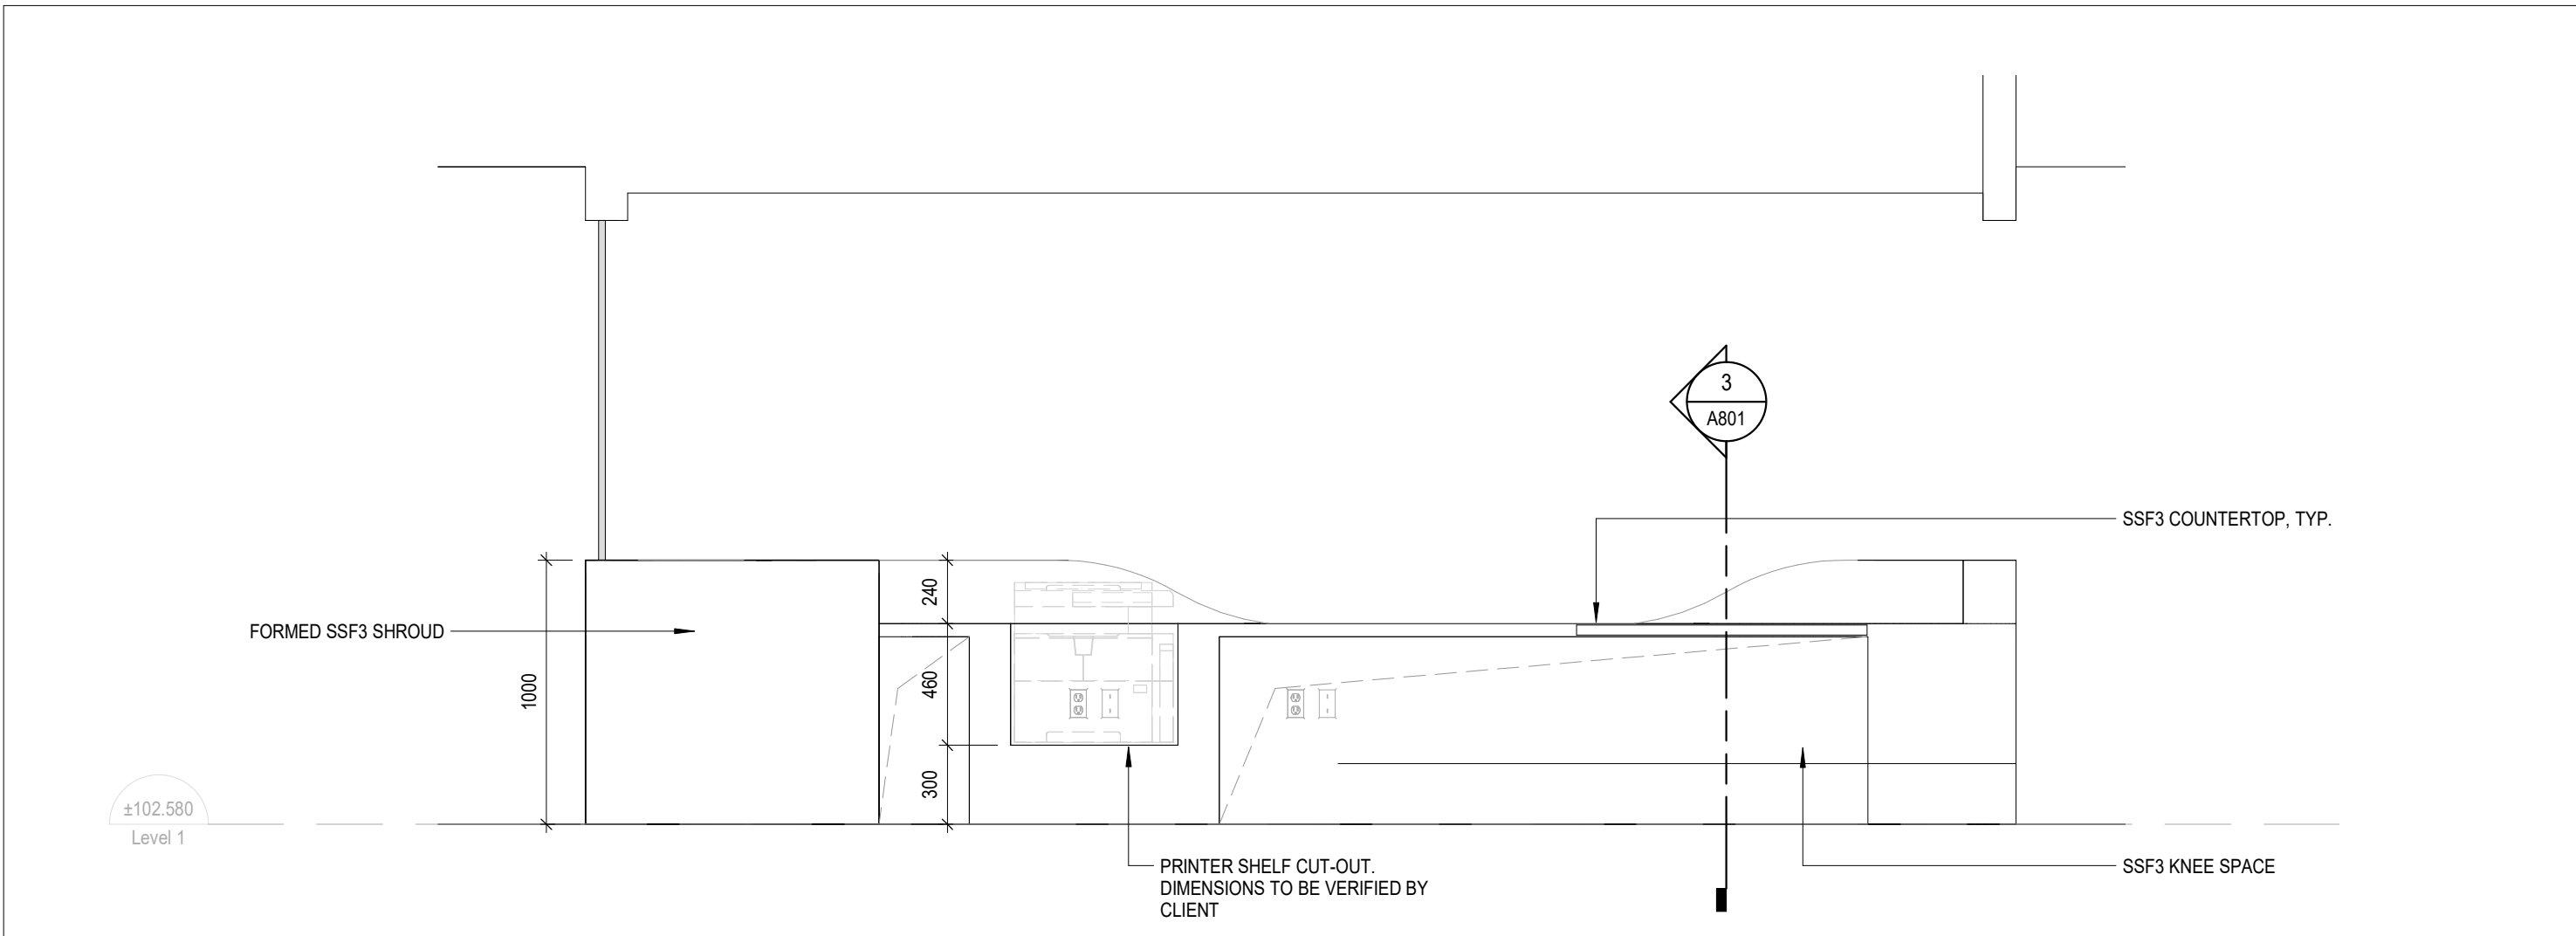 3
A801
SSF3 COUNTERTOP, TYP.
240
FORMED SSF3 SHROUD
460
1000
300
±102.580
Level 1
PRINTER SHELF CUT-OUT.
DIMENSIONS TO BE VERIFIED BY
CLIENT
SSF3 KNEE SPACE